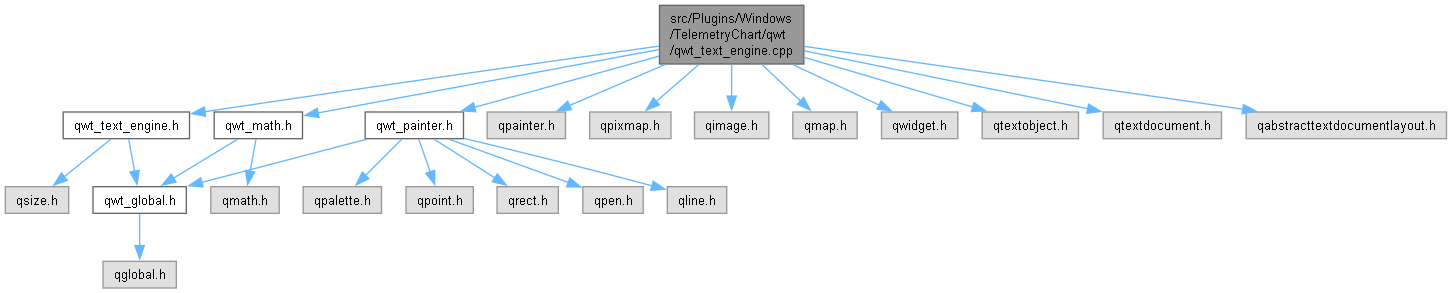 src/Plugins/Windows
/TelemetryChart/qwt
/qwt_text_engine.cpp
qwt_text_engine.h
qwt_math.h
qwt_painter.h
qpainter.h
qpixmap.h
qimage.h
qmap.h
qwidget.h
qtextobject.h
qtextdocument.h
qabstracttextdocumentlayout.h
qsize.h
qwt_global.h
qmath.h
qpalette.h
qpoint.h
qrect.h
qpen.h
qline.h
qglobal.h